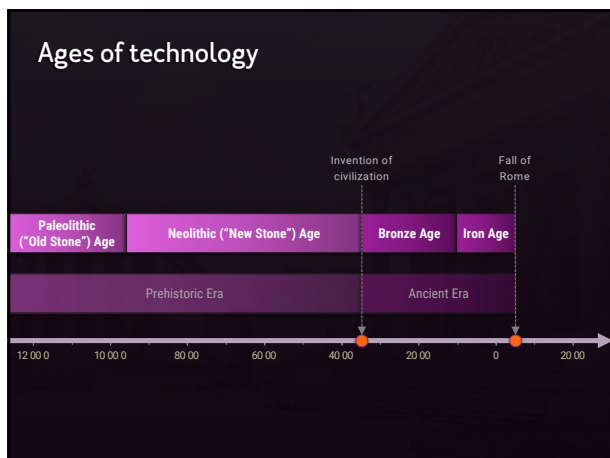 Ages of technology
Invention of
civilization
Fall of
Rome
Paleolithic
(“Old Stone”) Age
Neolithic (“New Stone”) Age
Bronze Age
Iron Age
Prehistoric Era
Ancient Era
12 00 0
10 00 0
80 00
60 00
40 00
20 00
0
20 00